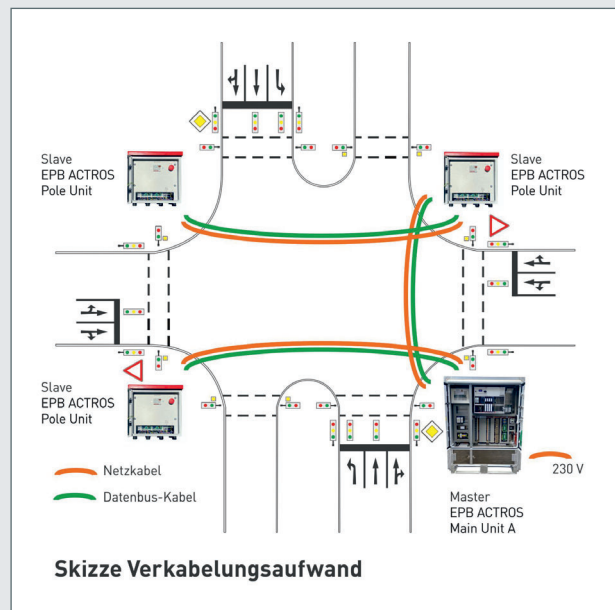 Slave
EPB ACTROS
Pole Unit
Slave
EPB ACTROS
Pole Unit
Slave
EPB ACTROS
Pole Unit
Netzkabel
Datenbus-Kabel
230 V
Master
EPB ACTROS
Main Unit A
Skizze Verkabelungsaufwand